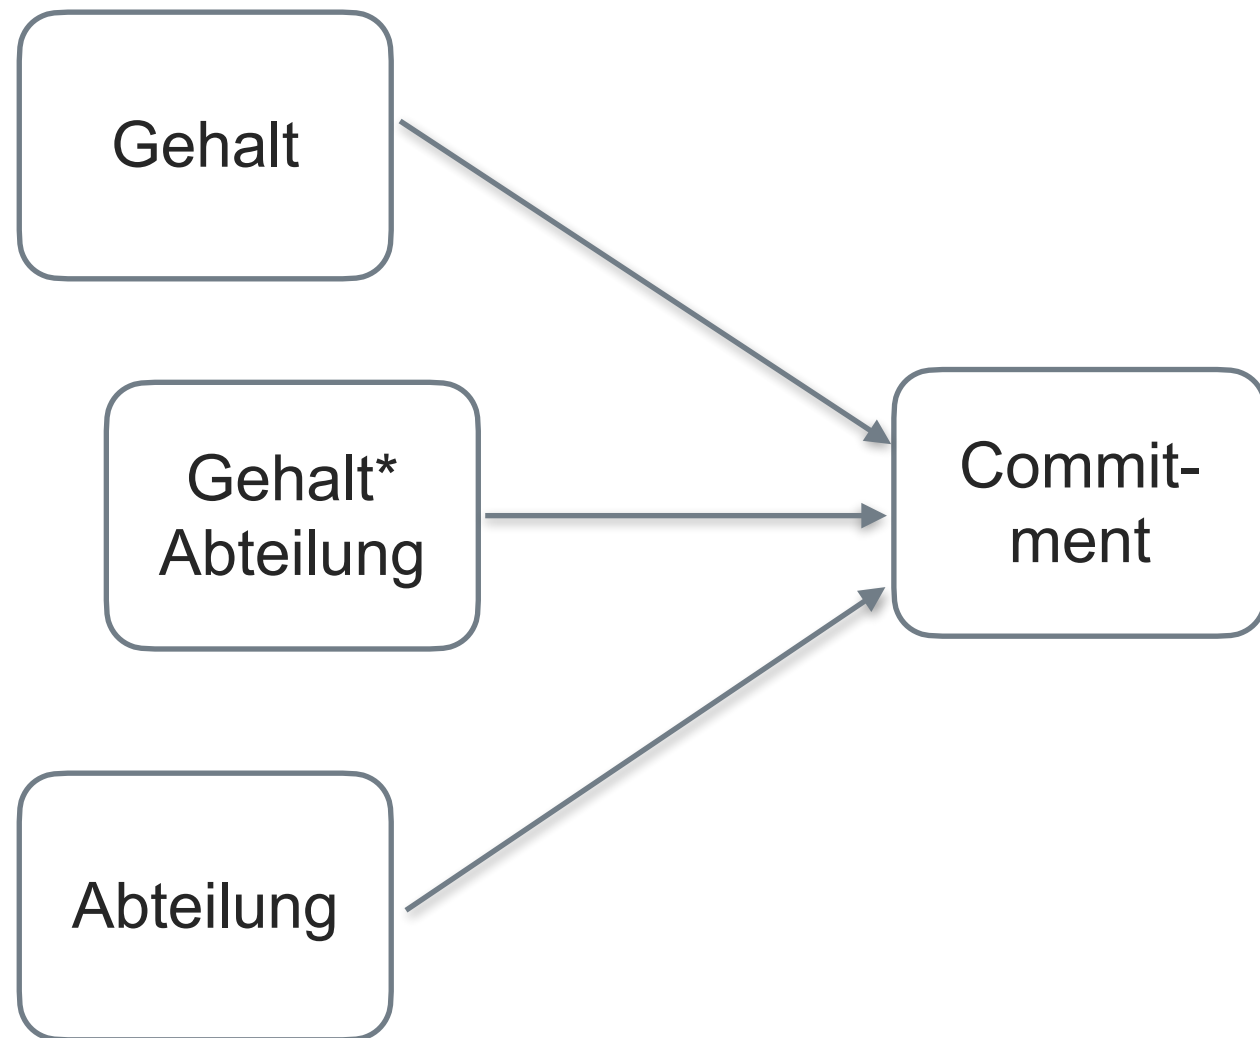 Gehalt
Gehalt*
Abteilung
Commit-
ment
Abteilung